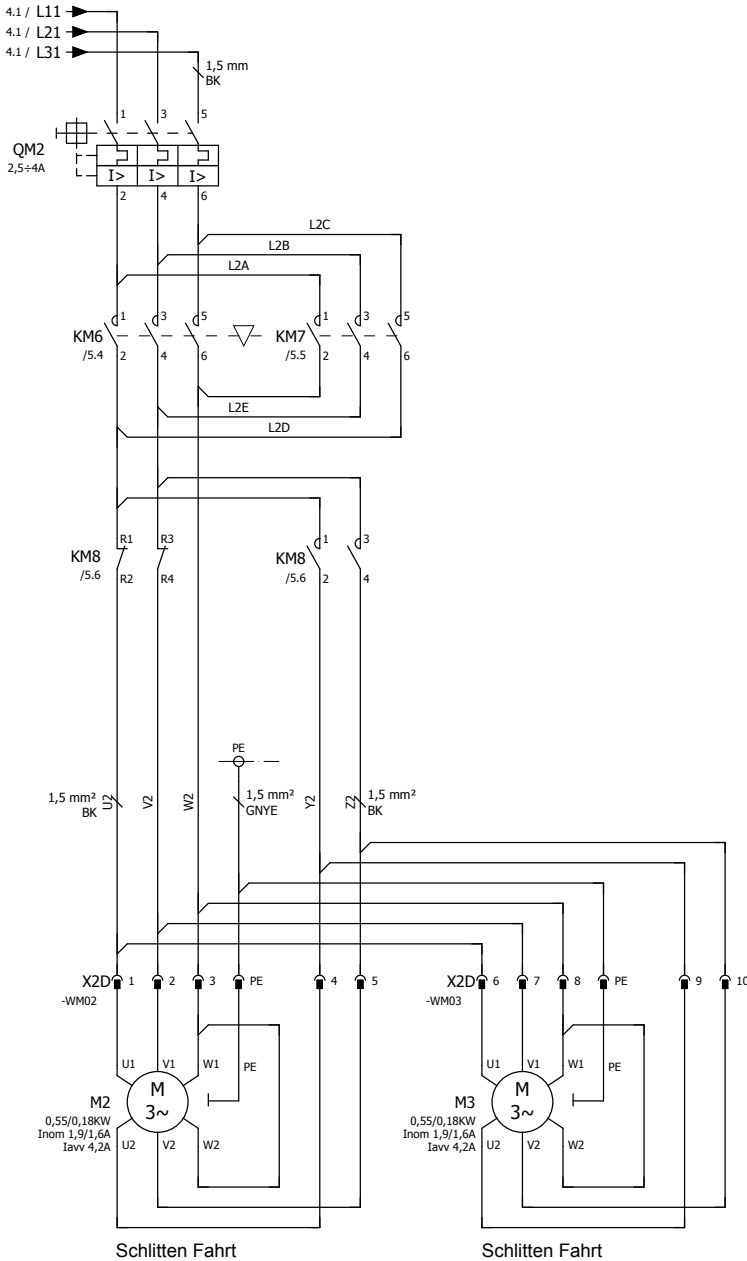 4.1 / L11
4.1 / L21
4.1 / L31
1,5 mm
BK
1 3 5
QM2
2,5÷4A
I> I> I>
2 4 6
L2C
L2B
L2A
1 3 5 1 3 5
KM6 KM7
/5.4 /5.5
2 4 6 2 4 6
L2E
L2D
R1 R3 1 3
KM8 KM8
/5.6 /5.6
R2 R4 2 4
PE
1,5 mm² U2 V2 W2 1,5 mm² Y2 Z2 1,5 mm²
BK GNYE BK
X2D 1 2 3 PE 4 5 X2D 6 7 8 PE 9 10
-WM02 -WM03
U1 V1 W1 PE U1 V1 W1 PE
M2 M M3 M
3~ 3~
0,55/0,18KW 0,55/0,18KW
Inom 1,9/1,6A Inom 1,9/1,6A
Iavv 4,2A Iavv 4,2A
U2 V2 W2 U2 V2 W2
Schlitten Fahrt Schlitten Fahrt